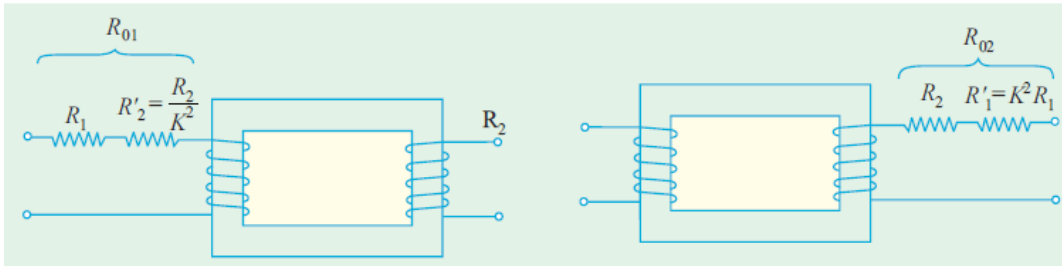 R01
R1 R'2 = R2/K²
R2
R02
R2 R'1 = K²R1